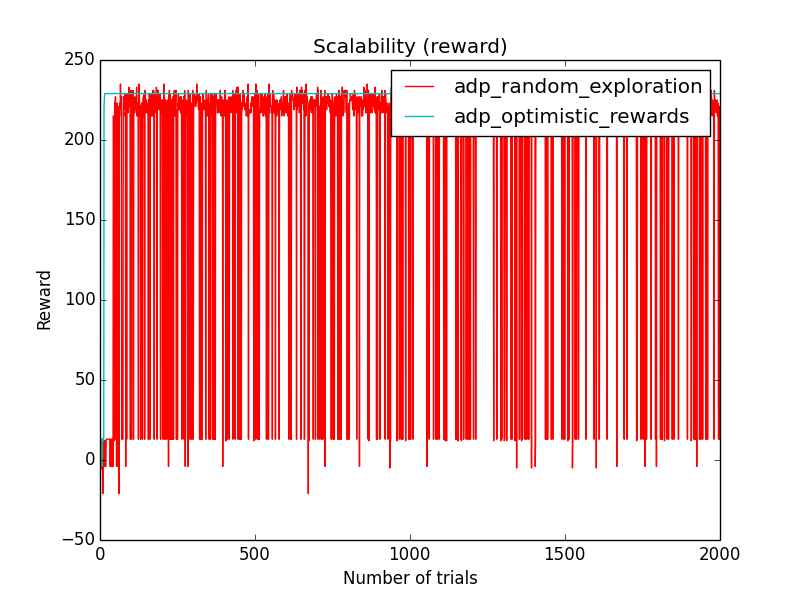 Scalability (reward)
adp_random_exploration
adp_optimistic_rewards
250
200
150
100
50
0
−50
Reward
0
500
1000
1500
2000
Number of trials